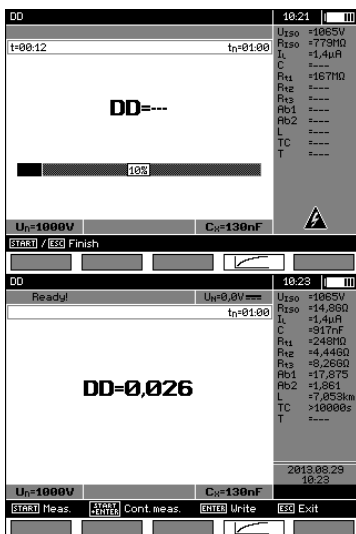 DD 10:21
UISO =1065V
t=00:12 tn=01:00 RISO =779MΩ
IL =1,4µA
C =---
Rt1 =167MΩ
Rt2 =---
Rt3 =---
DD=--- Ab1 =---
Ab2 =---
L =---
TC =---
T =---
10%
Un=1000V CX=130nF
START / ESC Finish
DD 10:23
Ready! UN=0,0V UISO =1065V
tn=01:00 RISO =14,8GΩ
IL =1,4µA
C =917nF
Rt1 =248MΩ
Rt2 =4,44GΩ
Rt3 =8,26GΩ
DD=0,026 Ab1 =17,875
Ab2 =1,861
L =7,053km
TC >10000s
T =---
2013.08.29
10:23
Un=1000V CX=130nF
START Meas. START +ENTER Cont.meas. ENTER Write ESC Exit